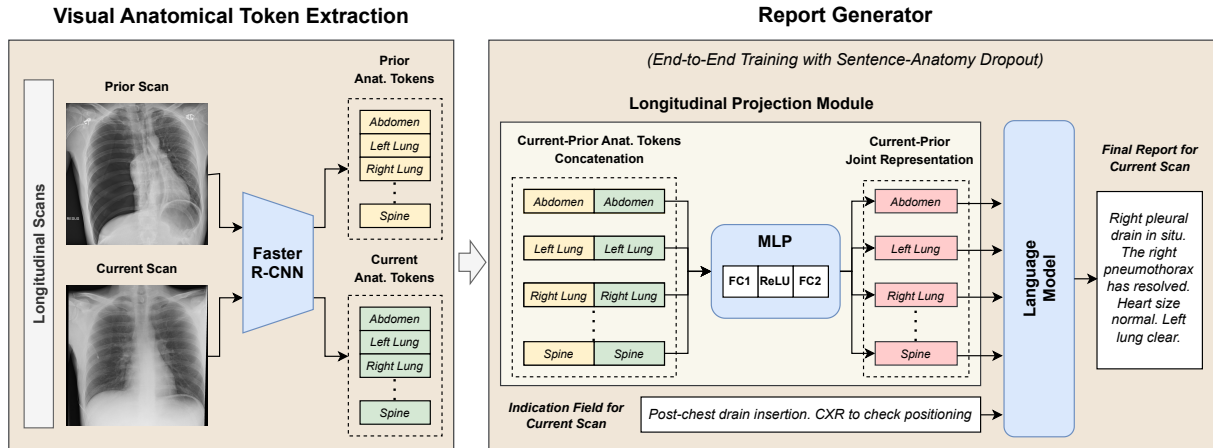 Visual Anatomical Token Extraction
Longitudinal Scans
Prior Scan
Current Scan
Faster
R-CNN
Prior
Anat. Tokens
Abdomen
Left Lung
Right Lung
Spine
Current
Anat. Tokens
Abdomen
Left Lung
Right Lung
Spine
Report Generator
(End-to-End Training with Sentence-Anatomy Dropout)
Longitudinal Projection Module
Current-Prior Anat. Tokens
Concatenation
Abdomen Abdomen
Left Lung Left Lung
Right Lung Right Lung
Spine Spine
MLP
FC1 ReLU FC2
Current-Prior
Joint Representation
Abdomen
Left Lung
Right Lung
Spine
Indication Field for
Current Scan
Post-chest drain insertion. CXR to check positioning
Language
Model
Final Report for
Current Scan
Right pleural
drain in situ.
The right
pneumothorax
has resolved.
Heart size
normal. Left
lung clear.